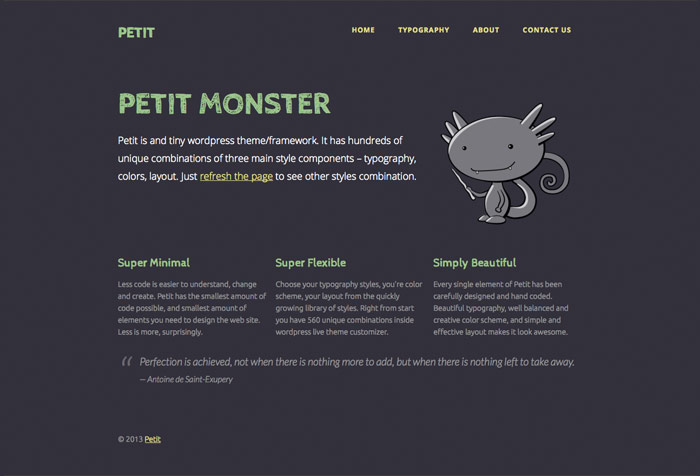 PETIT
HOME TYPOGRAPHY ABOUT CONTACT US
PETIT MONSTER
Petit is and tiny wordpress theme/framework. It has hundreds of
unique combinations of three main style components – typography,
colors, layout. Just refresh the page to see other styles combination.
Super Minimal
Less code is easier to understand, change
and create. Petit has the smallest amount of
code possible, and smallest amount of
elements you need to design the web site.
Less is more, surprisingly.
Super Flexible
Choose your typography styles, you're color
scheme, your layout from the quickly
growing library of styles. Right from start
you have 560 unique combinations inside
wordpress live theme customizer.
Simply Beautiful
Every single element of Petit has been
carefully designed and hand coded.
Beautiful typography, well balanced and
creative color scheme, and simple and
effective layout makes it look awesome.
“ Perfection is achieved, not when there is nothing more to add, but when there is nothing left to take away.
— Antoine de Saint-Exupery
© 2013 Petit